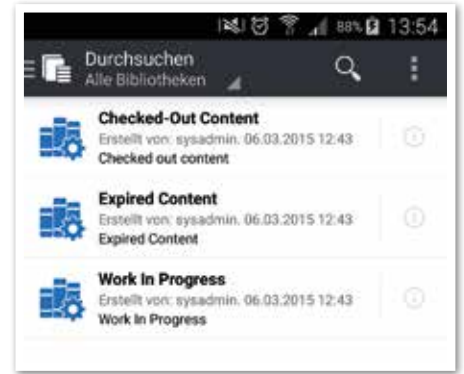 88% 13:54
Durchsuchen
Alle Bibliotheken
Checked-Out Content
Erstellt von: sysadmin. 06.03.2015 12:43
Checked out content
Expired Content
Erstellt von: sysadmin. 06.03.2015 12:43
Expired Content
Work In Progress
Erstellt von: sysadmin. 06.03.2015 12:43
Work In Progress